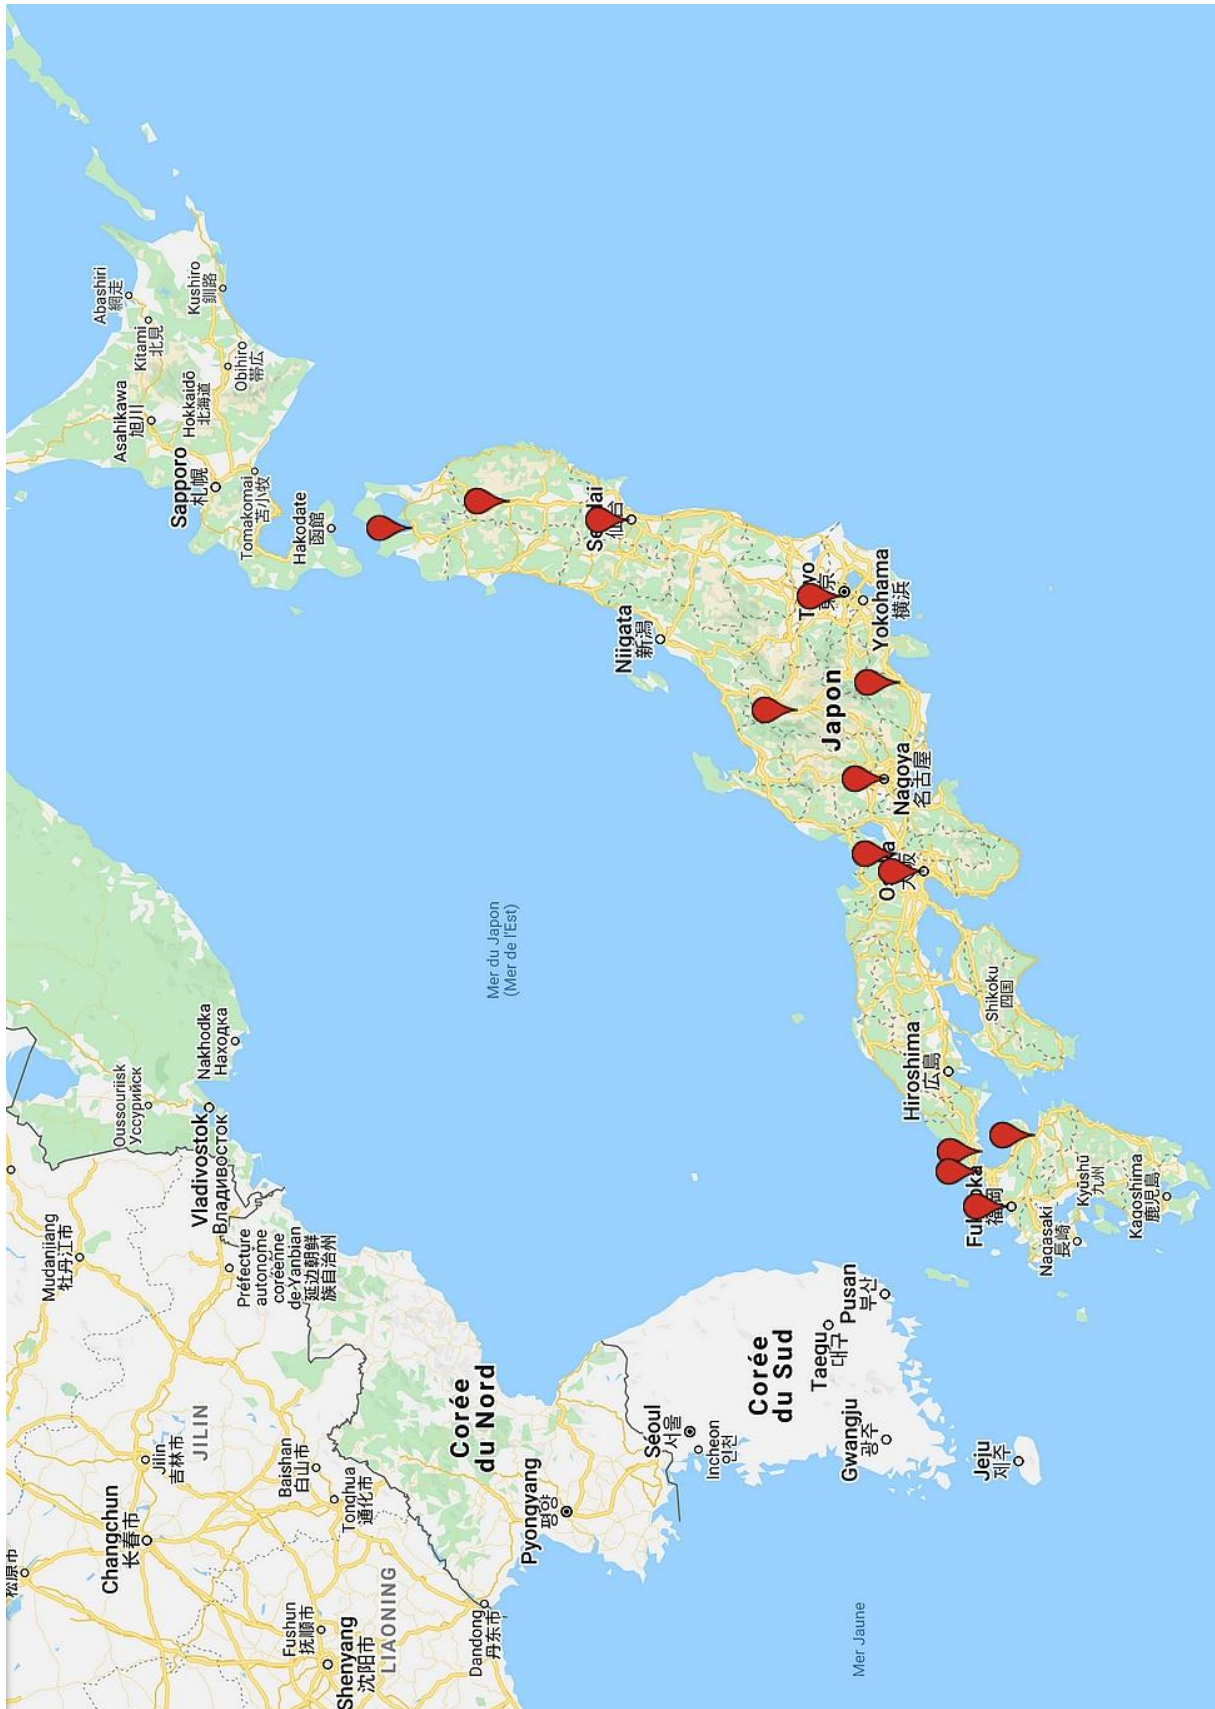 松原市
Changchun
长春市
Mudanjiang
牡丹江市
Jilin
吉林市
JILIN
Oussouriisk
Уссурийск
Vladivostok
Владивосток
Nakhodka
Находка
Abashiri
網走
Asahikawa
旭川
Kitami
北見
Sapporo
札幌
Hokkaidō
北海道
Kushiro
釧路
Obihiro
帯広
Tomakomai
苫小牧
Hakodate
函館
Préfecture
autonome
coréenne
de Yanbian
延边朝鲜
族自治州
Baishan
白山市
Fushun
抚顺市
Tonghua
通化市
Shenyang
沈阳市
LIAONING
Dandong
丹东市
Corée
du Nord
Pyongyang
평양
Mer du Japon
(Mer de l'Est)
Sendai
仙台
Niigata
新潟
Séoul
서울
Incheon
인천
Corée
du Sud
Taegu
대구
Pusan
부산
Gwangju
광주
Tokyo
東京
Japon
Yokohama
横浜
Nagoya
名古屋
Osaka
大阪
Mer Jaune
Hiroshima
広島
Jeju
제주
Fukuoka
福岡
Shikoku
四国
Nagasaki
長崎
Kyūshū
九州
Kagoshima
鹿児島